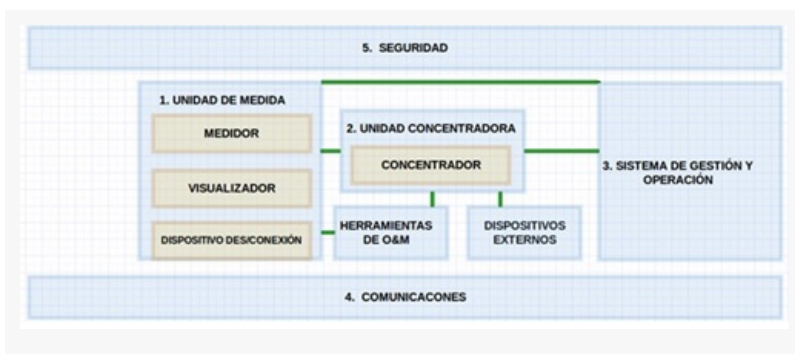 5. SEGURIDAD
1. UNIDAD DE MEDIDA
MEDIDOR
2. UNIDAD CONCENTRADORA
CONCENTRADOR
3. SISTEMA DE GESTIÓN Y
OPERACIÓN
VISUALIZADOR
HERRAMIENTAS
DE O&M
DISPOSITIVOS
EXTERNOS
DISPOSITIVO DES/CONEXIÓN
4. COMUNICACONES